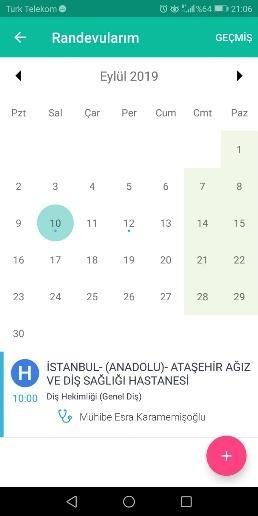 Turk Telekom %64 21:06
Randevularım GEÇMİŞ
Eylül 2019
Pzt Sal Çar Per Cum Cmt Paz
1
2 3 4 5 6 7 8
9 10 11 12 13 14 15
16 17 18 19 20 21 22
23 24 25 26 27 28 29
30
H İSTANBUL- (ANADOLU)- ATAŞEHİR AĞIZ
VE DİŞ SAĞLIĞI HASTANESİ
10:00 Diş Hekimliği (Genel Diş)
Mühibe Esra Karamemişoğlu
+